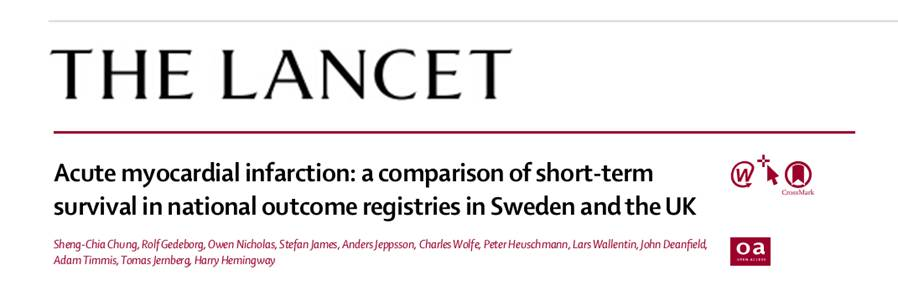 THE LANCET
Acute myocardial infarction: a comparison of short-term
survival in national outcome registries in Sweden and the UK
W
CrossMark
Sheng-Chia Chung, Rolf Gedeborg, Owen Nicholas, Stefan James, Anders Jeppsson, Charles Wolfe, Peter Heuschmann, Lars Wallentin, John Deanfield,
Adam Timmis, Tomas Jernberg, Harry Hemingway
oa
OPEN ACCESS